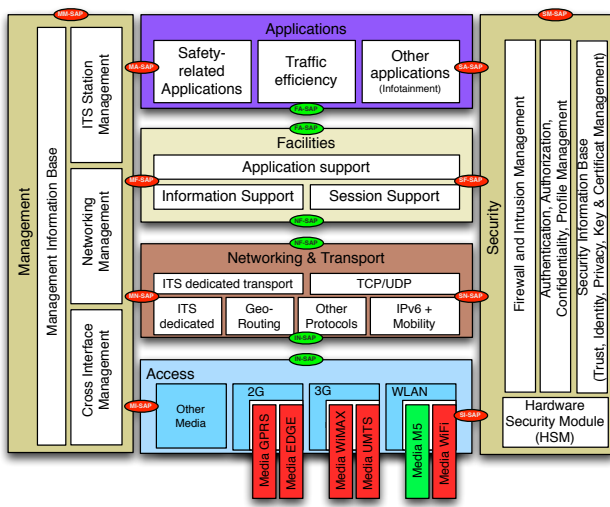 MM-SAP
SM-SAP
Management
Management Information Base
ITS Station
Management
Networking
Management
Cross Interface
Management
MA-SAP
MF-SAP
MN-SAP
MI-SAP
Applications
Safety-
related
Applications
Traffic
efficiency
Other
applications
(Infotainment)
FA-SAP
FA-SAP
Facilities
Application support
Information Support
Session Support
NF-SAP
NF-SAP
Networking & Transport
ITS dedicated transport
TCP/UDP
ITS
dedicated
Geo-
Routing
Other
Protocols
IPv6 +
Mobility
IN-SAP
IN-SAP
Access
Other
Media
2G
Media GPRS
Media EDGE
3G
Media WiMAX
Media UMTS
WLAN
Media M5
Media WiFi
SA-SAP
SF-SAP
SN-SAP
SI-SAP
Security
Firewall and Intrusion Management
Authentication, Authorization,
Confidentiality, Profile Management
Security Information Base
(Trust, Identity, Privacy, Key & Certificat Management)
Hardware
Security Module
(HSM)